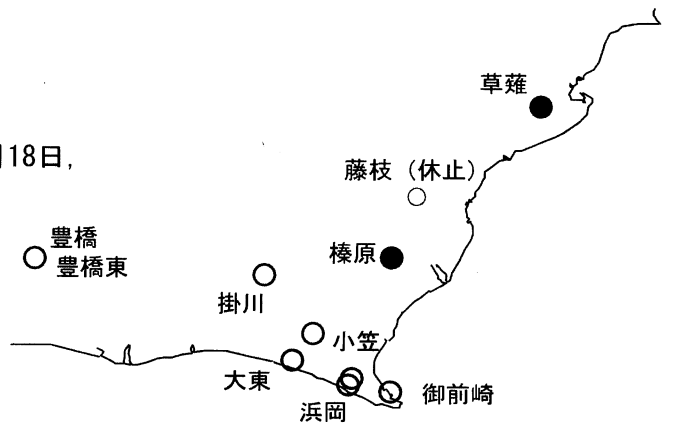 草薙
月18日,
藤枝（休止）
豊橋
豊橋東
榛原
掛川
小笠
大東
浜岡
御前崎